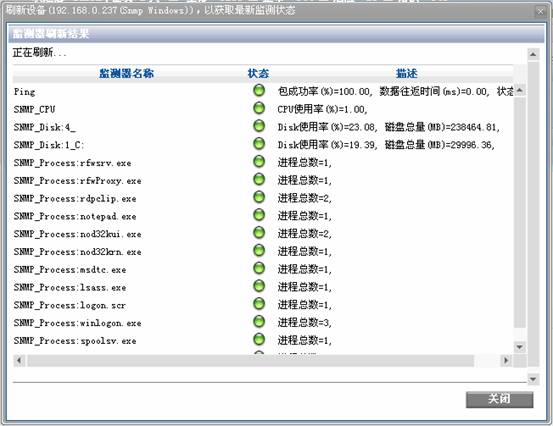 刷新设备(192.168.0.237(Snmp Windows)),以获取最新监测状态
监测器刷新结果
正在刷新...
监测器名称 状态 描述
Ping 包成功率(%)=100.00, 数据往返时间(ms)=0.00, 状态
SNMP_CPU CPU使用率(%)=1.00,
SNMP_Disk:4_ Disk使用率(%)=23.08, 磁盘总量(MB)=238464.81,
SNMP_Disk:1_C: Disk使用率(%)=19.39, 磁盘总量(MB)=29996.36,
SNMP_Process:rfwsrv.exe 进程总数=1,
SNMP_Process:rfwProxy.exe 进程总数=1,
SNMP_Process:rdpclip.exe 进程总数=2,
SNMP_Process:notepad.exe 进程总数=1,
SNMP_Process:nod32kui.exe 进程总数=2,
SNMP_Process:nod32krn.exe 进程总数=1,
SNMP_Process:msdtc.exe 进程总数=1,
SNMP_Process:lsass.exe 进程总数=1,
SNMP_Process:logon.scr 进程总数=1,
SNMP_Process:winlogon.exe 进程总数=3,
SNMP_Process:spoolsv.exe 进程总数=1,
关闭